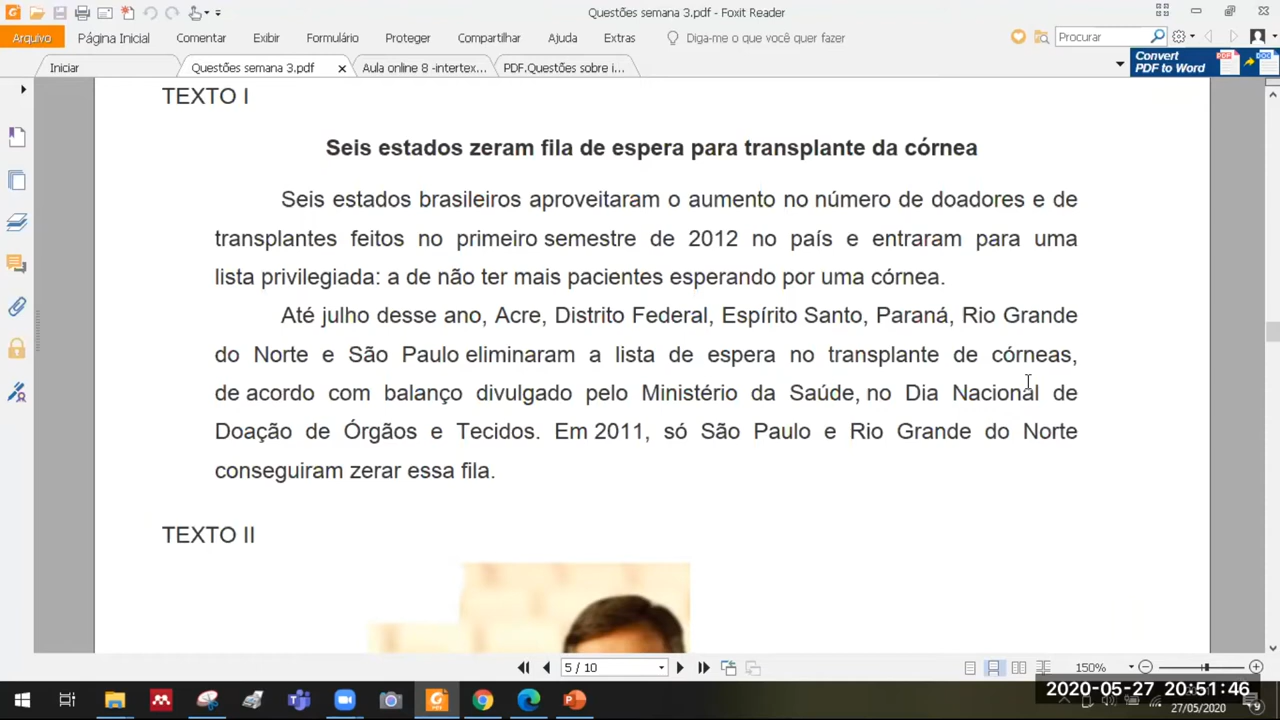 Questões semana 3.pdf - Foxit Reader
Arquivo Página Inicial Comentar Exibir Formulário Proteger Compartilhar Ajuda Extras Diga-me o que você quer fazer Procurar
Iniciar Questões semana 3.pdf Aula online 8 -intertex... PDF.Questões sobre i... Convert
PDF to Word
TEXTO I
Seis estados zeram fila de espera para transplante da córnea
Seis estados brasileiros aproveitaram o aumento no número de doadores e de
transplantes feitos no primeiro semestre de 2012 no país e entraram para uma
lista privilegiada: a de não ter mais pacientes esperando por uma córnea.
Até julho desse ano, Acre, Distrito Federal, Espírito Santo, Paraná, Rio Grande
do Norte e São Paulo eliminaram a lista de espera no transplante de córneas,
de acordo com balanço divulgado pelo Ministério da Saúde, no Dia Nacional de
Doação de Órgãos e Tecidos. Em 2011, só São Paulo e Rio Grande do Norte
conseguiram zerar essa fila.
TEXTO II
5 / 10 150%
2020-05-27 20:51:46
27/05/2020